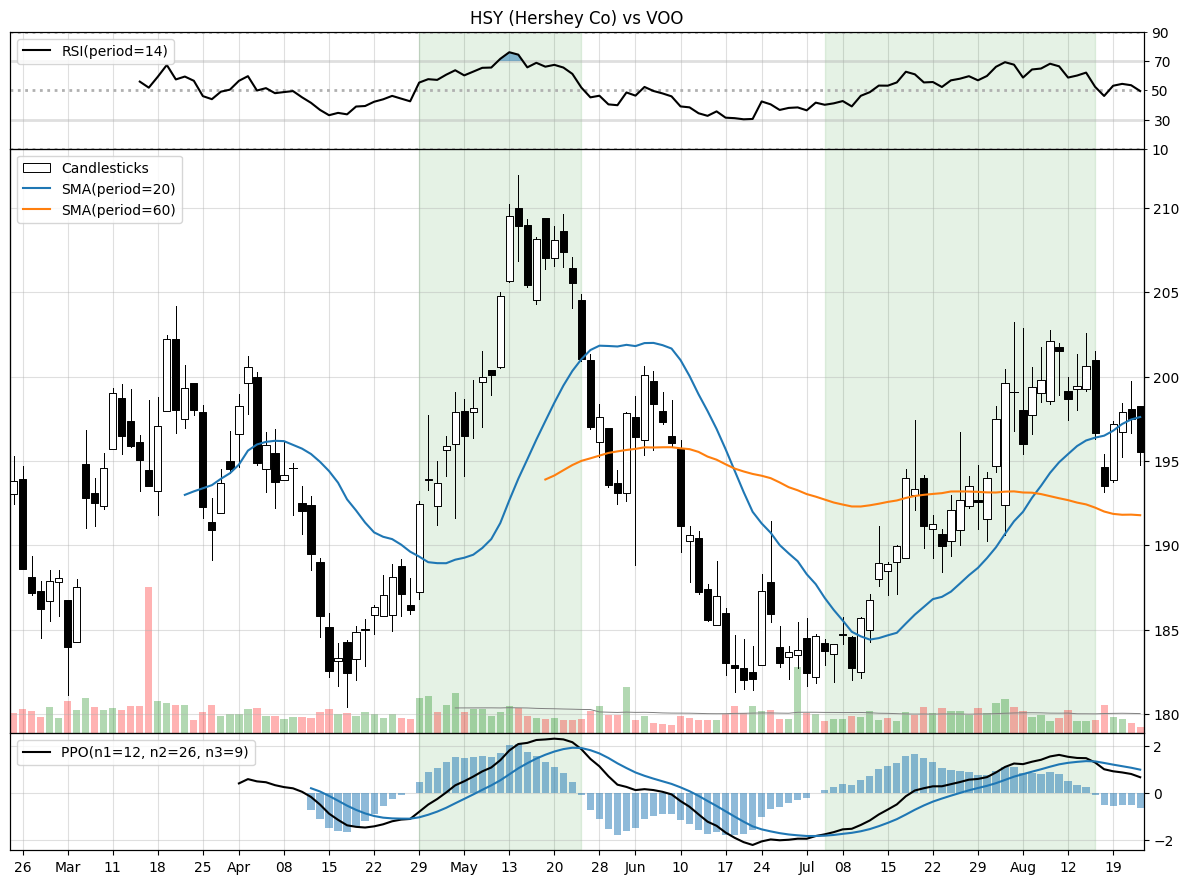 HSY (Hershey Co) vs VOO
RSI(period=14)
90
70
50
30
10
Candlesticks
SMA(period=20)
SMA(period=60)
210
205
200
195
190
185
180
PPO(n1=12, n2=26, n3=9)
2
0
−2
26 Mar 11 18 25 Apr 08 15 22 29 May 13 20 28 Jun 10 17 24 Jul 08 15 22 29 Aug 12 19